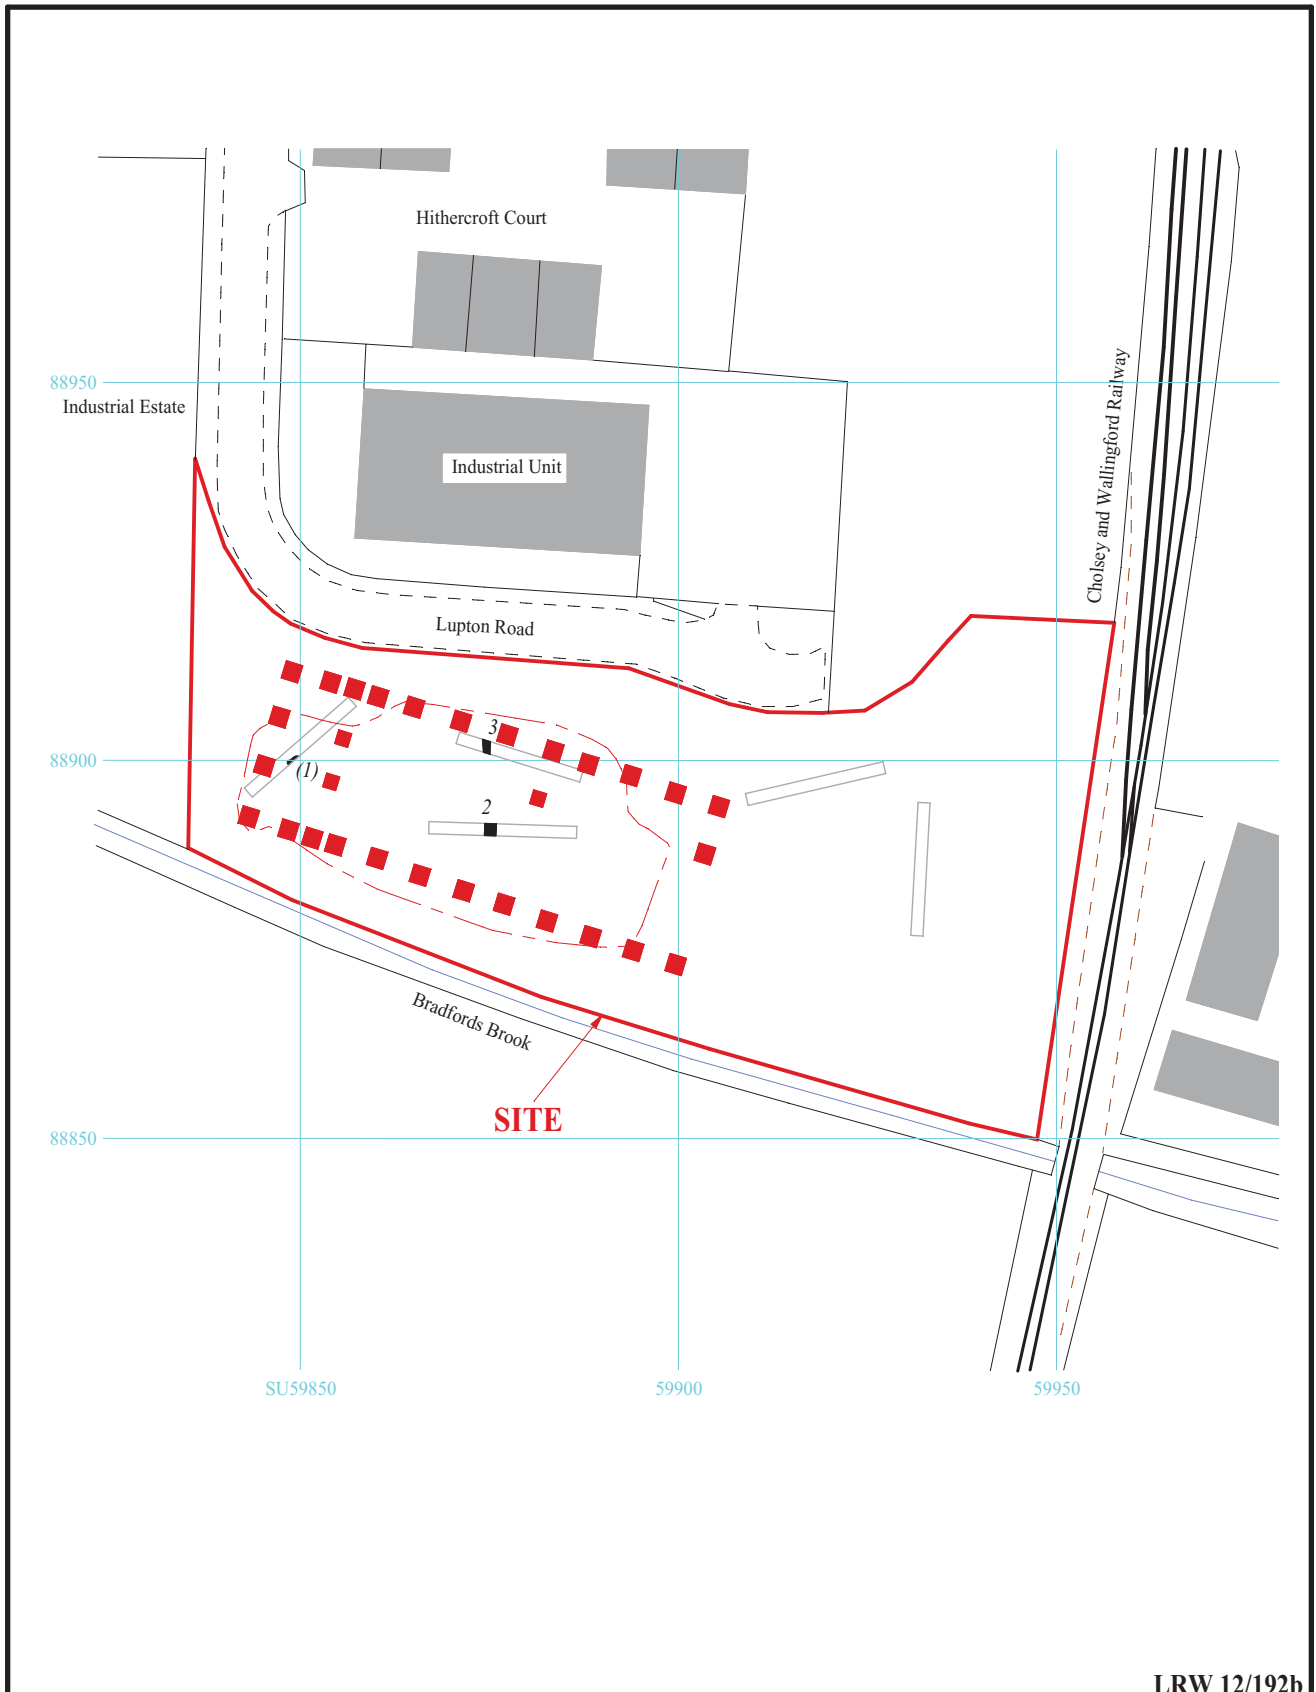 Hithercroft Court
88950
Industrial Estate
Cholsey and Wallingford Railway
Industrial Unit
Lupton Road
3
88900
(1)
2
Bradfords Brook
SITE
88850
SU59850
59900
59950
LRW 12/192b